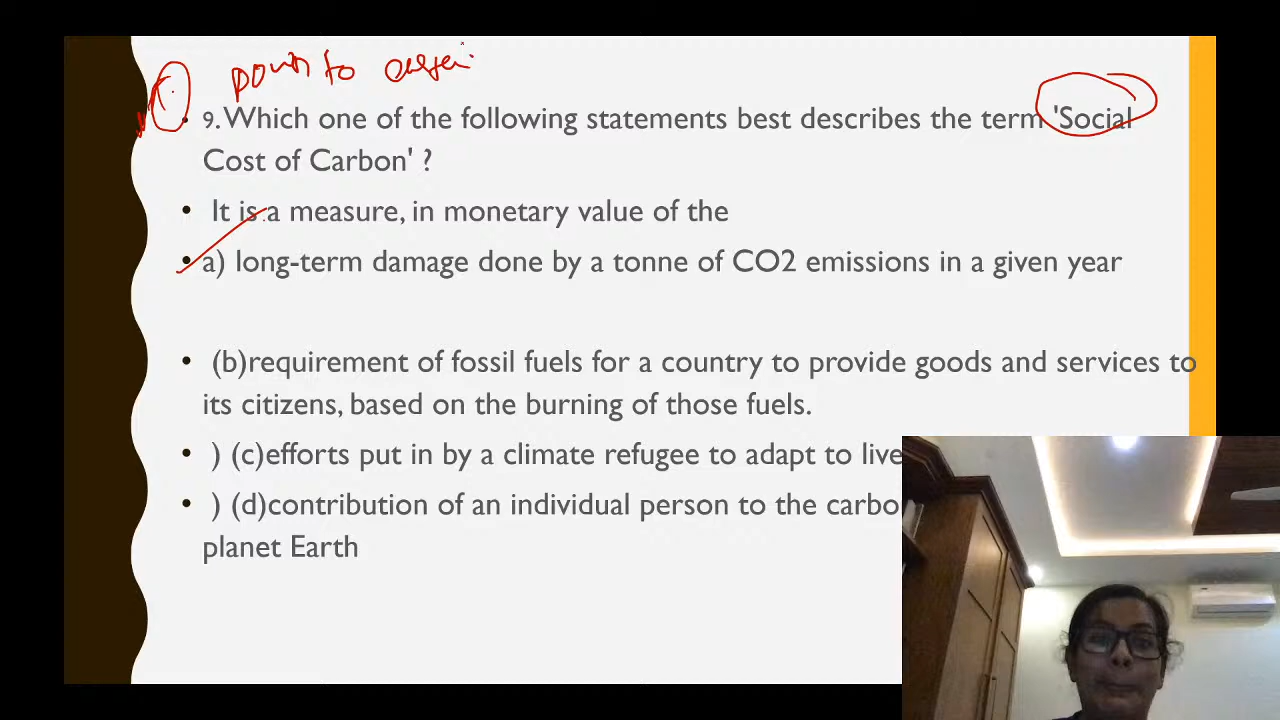 point to
9. Which one of the following statements best describes the term 'Social
Cost of Carbon' ?
It is a measure, in monetary value of the
a) long-term damage done by a tonne of CO2 emissions in a given year
(b)requirement of fossil fuels for a country to provide goods and services to
its citizens, based on the burning of those fuels.
) (c)efforts put in by a climate refugee to adapt to live
) (d)contribution of an individual person to the carbo
planet Earth